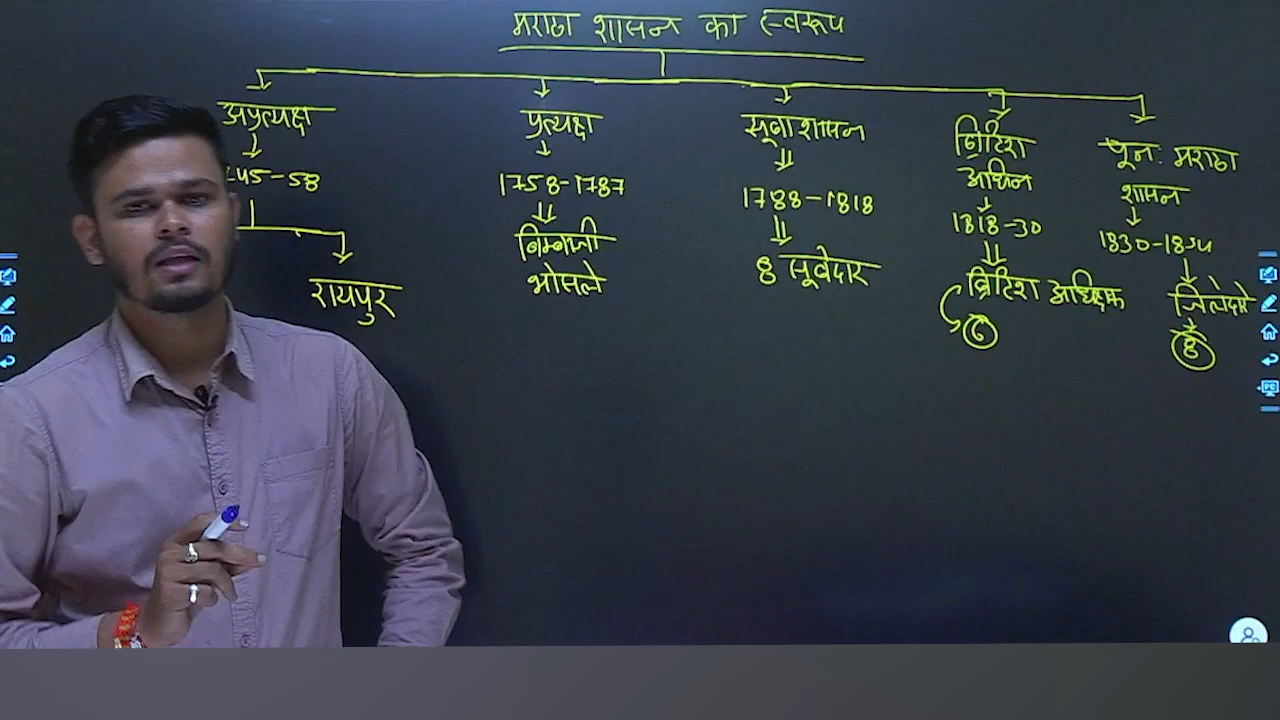 मराठा शासन का स्वरूप
अप्रत्यक्ष
45-58
रायपुर
प्रत्यक्ष
1758-1787
बिम्बाजी
भोसले
सूबा शासन
1788-1818
8 सूबेदार
ब्रिटिश
अधिन
1818-30
ब्रिटिश अधिक्षक
6
पून: मराठा
शासन
1830-1854
जिलेदार
8
PC